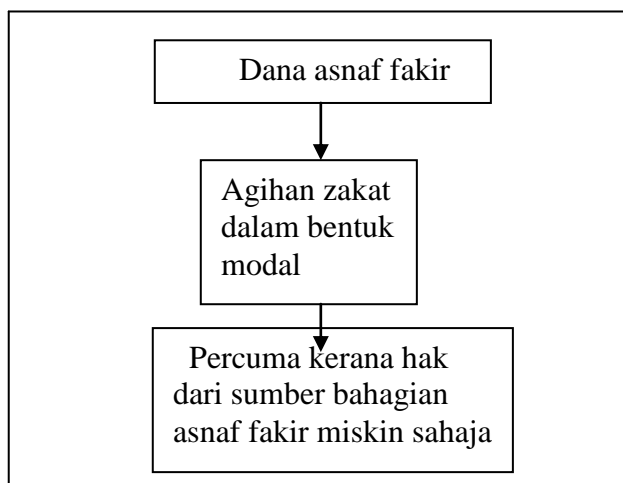 Dana asnaf fakir
Agihan zakat
dalam bentuk
modal
Percuma kerana hak
dari sumber bahagian
asnaf fakir miskin sahaja